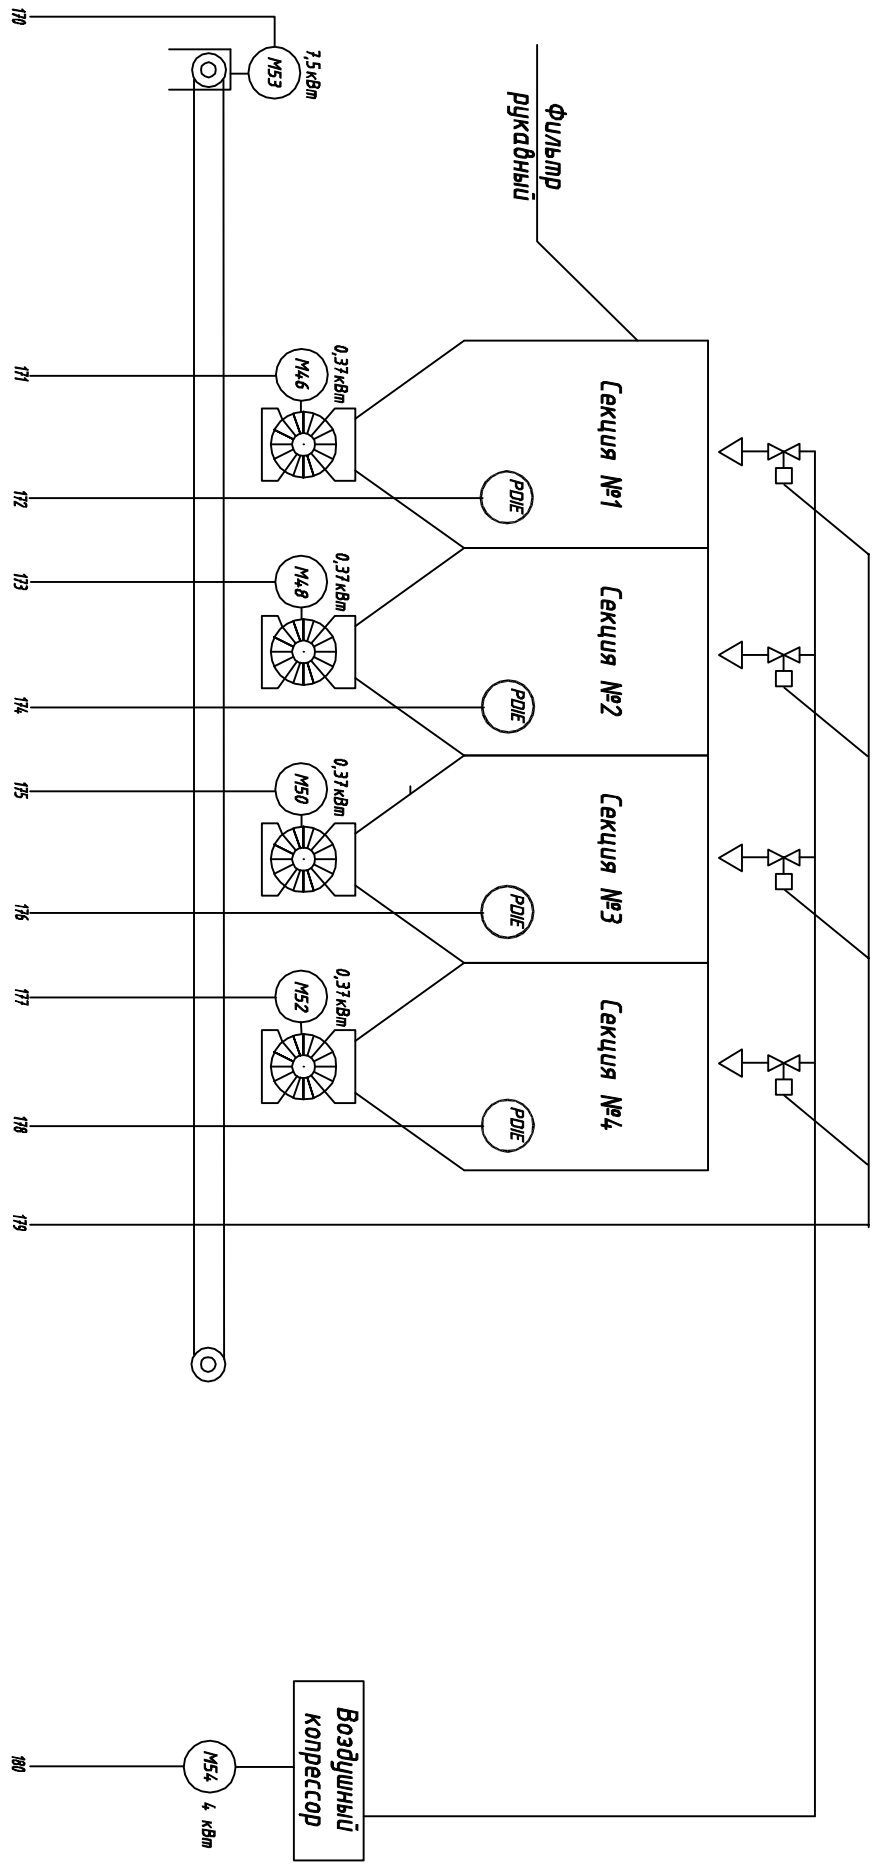 Фильтр
рукавный
Секция №1
Секция №2
Секция №3
Секция №4
PDIE
PDIE
PDIE
PDIE
7,5 кВт
M53
0,37 кВт
M46
0,37 кВт
M48
0,37 кВт
M50
0,37 кВт
M52
Воздушный
копрессор
M54
4 кВт
170
171
172
173
174
175
176
177
178
179
180